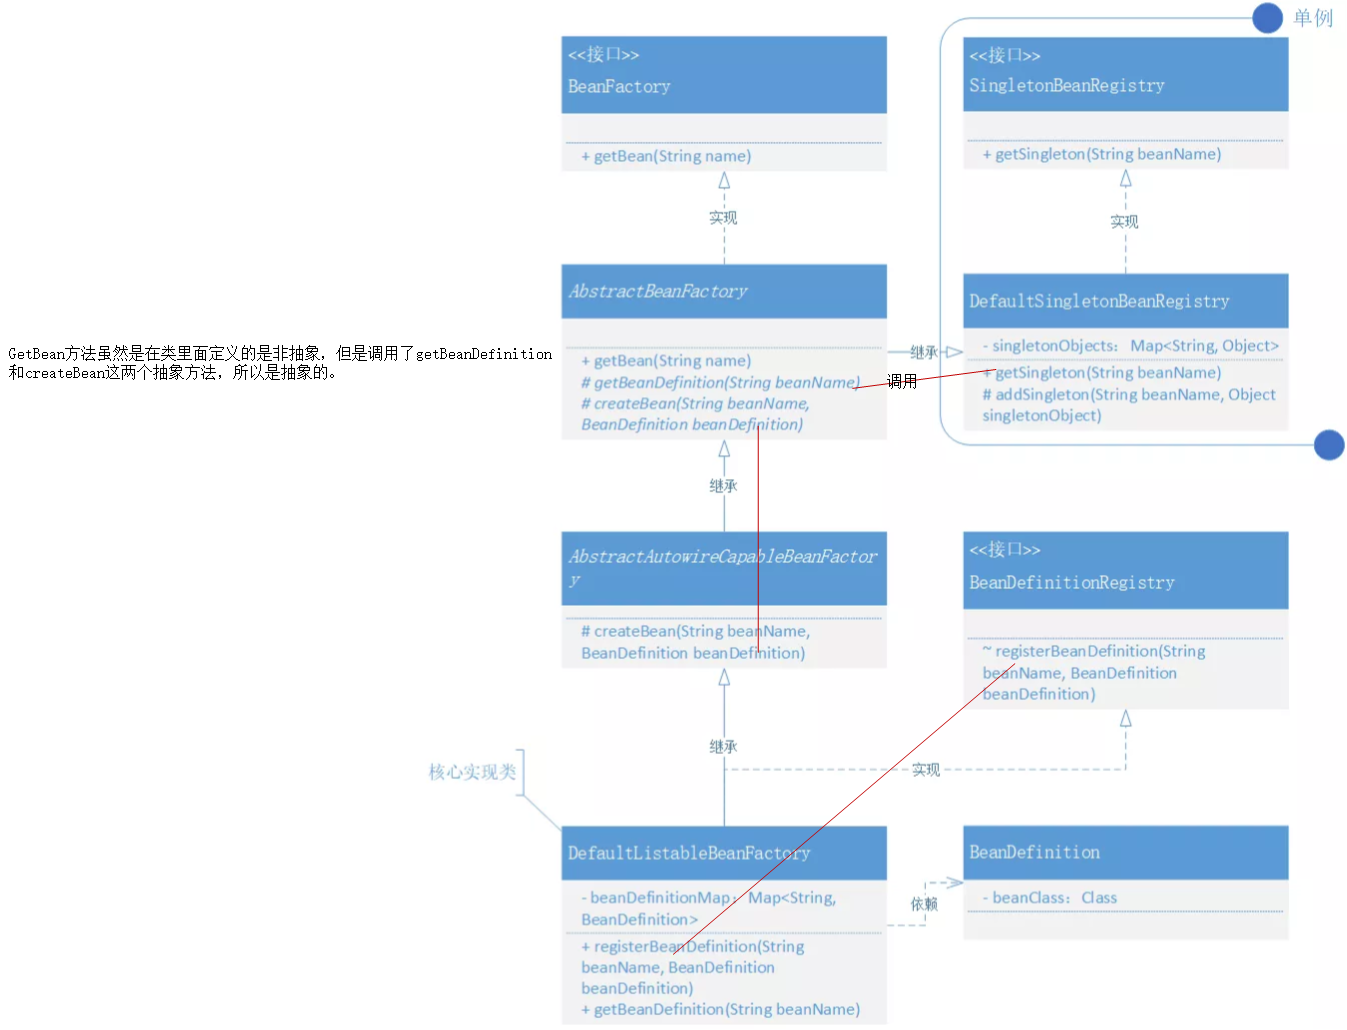 单例
<<接口>>
BeanFactory
+ getBean(String name)
<<接口>>
SingletonBeanRegistry
+ getSingleton(String beanName)
实现
实现
AbstractBeanFactory
+ getBean(String name)
# getBeanDefinition(String beanName)
# createBean(String beanName,
BeanDefinition beanDefinition)
继承
调用
DefaultSingletonBeanRegistry
- singletonObjects: Map<String, Object>
+ getSingleton(String beanName)
# addSingleton(String beanName, Object
singletonObject)
GetBean方法虽然是在类里面定义的是非抽象，但是调用了getBeanDefinition
和createBean这两个抽象方法，所以是抽象的。
继承
AbstractAutowireCapableBeanFactor
y
# createBean(String beanName,
BeanDefinition beanDefinition)
<<接口>>
BeanDefinitionRegistry
~ registerBeanDefinition(String
beanName, BeanDefinition
beanDefinition)
继承
实现
核心实现类
DefaultListableBeanFactory
- beanDefinitionMap: Map<String,
BeanDefinition>
+ registerBeanDefinition(String
beanName, BeanDefinition
beanDefinition)
+ getBeanDefinition(String beanName)
依赖
BeanDefinition
- beanClass: Class